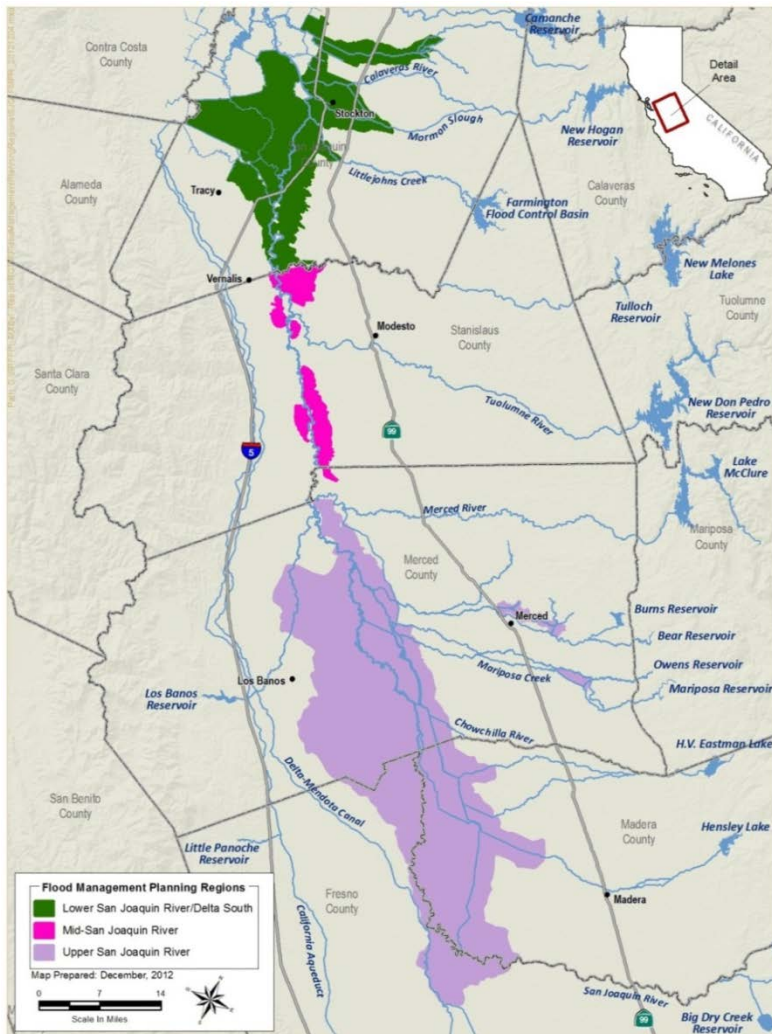 Contra Costa
County
Camanche
Reservoir
Detail
Area
CALIFORNIA
Calaveras River
Stockton
Mormon Slough
New Hogan
Reservoir
San Joaquin
County
Alameda
County
Tracy
Littlejohns Creek
Farmington
Flood Control Basin
Calaveras
County
Vernalis
New Melones
Lake
Tulloch
Reservoir
Tuolumne
County
Modesto
Stanislaus
County
Santa Clara
County
Tuolumne River
New Don Pedro
Reservoir
99
5
Lake
McClure
Merced River
Mariposa
County
Merced
County
Merced
Burns Reservoir
Bear Reservoir
Owens Reservoir
Mariposa Creek
Mariposa Reservoir
Los Banos
Los Banos
Reservoir
Chowchilla River
H.V. Eastman Lake
Delta-Mendota Canal
San Benito
County
Little Panoche
Reservoir
Madera
County
Hensley Lake
Fresno
County
Madera
California Aqueduct
San Joaquin River
99
Big Dry Creek
Reservoir
Flood Management Planning Regions
Lower San Joaquin River/Delta South
Mid-San Joaquin River
Upper San Joaquin River
Map Prepared: December, 2012
0 7 14
Scale In Miles
N